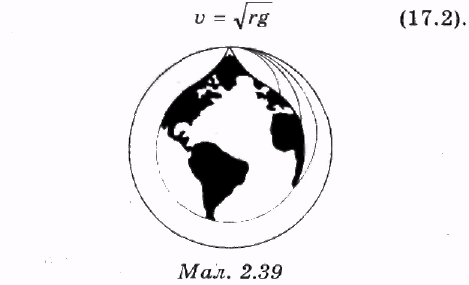 υ = √rg (17.2).
Мал. 2.39